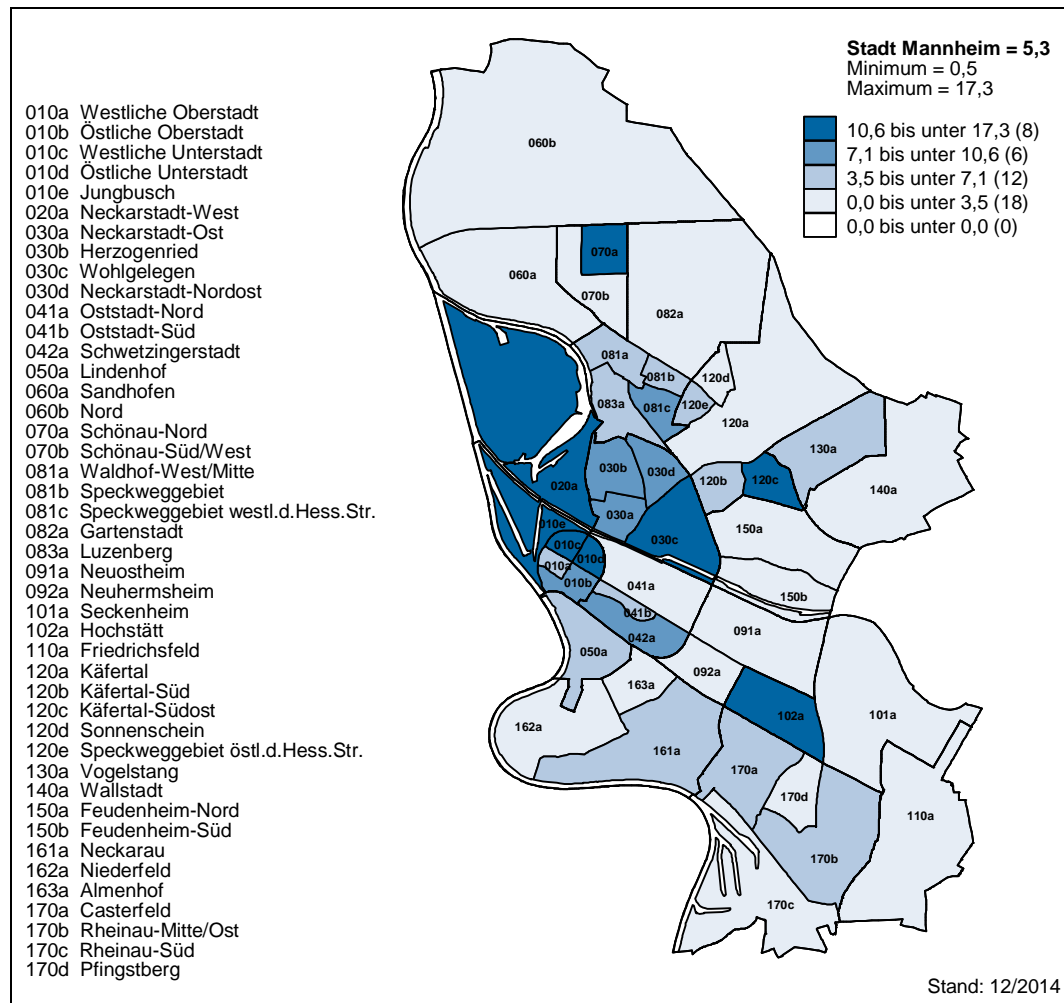 Stadt Mannheim = 5,3
Minimum = 0,5
Maximum = 17,3
10,6 bis unter 17,3 (8)
7,1 bis unter 10,6 (6)
3,5 bis unter 7,1 (12)
0,0 bis unter 3,5 (18)
0,0 bis unter 0,0 (0)
010a Westliche Oberstadt
010b Östliche Oberstadt
010c Westliche Unterstadt
010d Östliche Unterstadt
010e Jungbusch
020a Neckarstadt-West
030a Neckarstadt-Ost
030b Herzogenried
030c Wohlgelegen
030d Neckarstadt-Nordost
041a Oststadt-Nord
041b Oststadt-Süd
042a Schwetzingerstadt
050a Lindenhof
060a Sandhofen
060b Nord
070a Schönau-Nord
070b Schönau-Süd/West
081a Waldhof-West/Mitte
081b Speckweggebiet
081c Speckweggebiet westl.d.Hess.Str.
082a Gartenstadt
083a Luzenberg
091a Neuostheim
092a Neuhermsheim
101a Seckenheim
102a Hochstätt
110a Friedrichsfeld
120a Käfertal
120b Käfertal-Süd
120c Käfertal-Südost
120d Sonnenschein
120e Speckweggebiet östl.d.Hess.Str.
130a Vogelstang
140a Wallstadt
150a Feudenheim-Nord
150b Feudenheim-Süd
161a Neckarau
162a Niederfeld
163a Almenhof
170a Casterfeld
170b Rheinau-Mitte/Ost
170c Rheinau-Süd
170d Pfingstberg
060b
070a
060a
070b
082a
081a
081b
120d
083a
081c
120e
120a
130a
030b
030d
120b
120c
020a
140a
030a
010e
150a
010c
030c
010d
010a
010b
041a
150b
041b
042a
091a
050a
092a
163a
102a
101a
162a
161a
170a
170d
110a
170b
170c
Stand: 12/2014